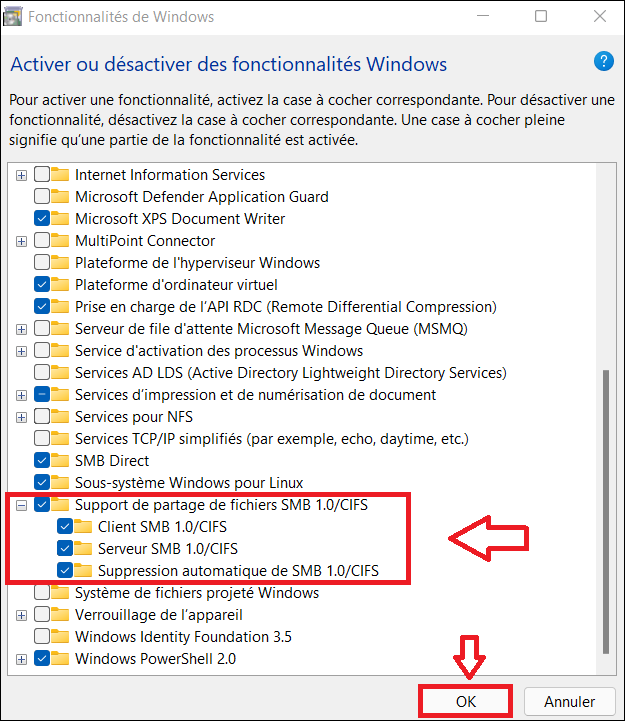 Fonctionnalités de Windows
Activer ou désactiver des fonctionnalités Windows
?
Pour activer une fonctionnalité, activez la case à cocher correspondante. Pour désactiver une
fonctionnalité, désactivez la case à cocher correspondante. Une case à cocher pleine
signifie qu'une partie de la fonctionnalité est activée.
Internet Information Services
Microsoft Defender Application Guard
Microsoft XPS Document Writer
MultiPoint Connector
Plateforme de l'hyperviseur Windows
Plateforme d'ordinateur virtuel
Prise en charge de l'API RDC (Remote Differential Compression)
Serveur de file d'attente Microsoft Message Queue (MSMQ)
Service d'activation des processus Windows
Services AD LDS (Active Directory Lightweight Directory Services)
Services d'impression et de numérisation de document
Services pour NFS
Services TCP/IP simplifiés (par exemple, echo, daytime, etc.)
SMB Direct
Sous-système Windows pour Linux
Support de partage de fichiers SMB 1.0/CIFS
Client SMB 1.0/CIFS
Serveur SMB 1.0/CIFS
Suppression automatique de SMB 1.0/CIFS
Système de fichiers projeté Windows
Verrouillage de l'appareil
Windows Identity Foundation 3.5
Windows PowerShell 2.0
OK
Annuler